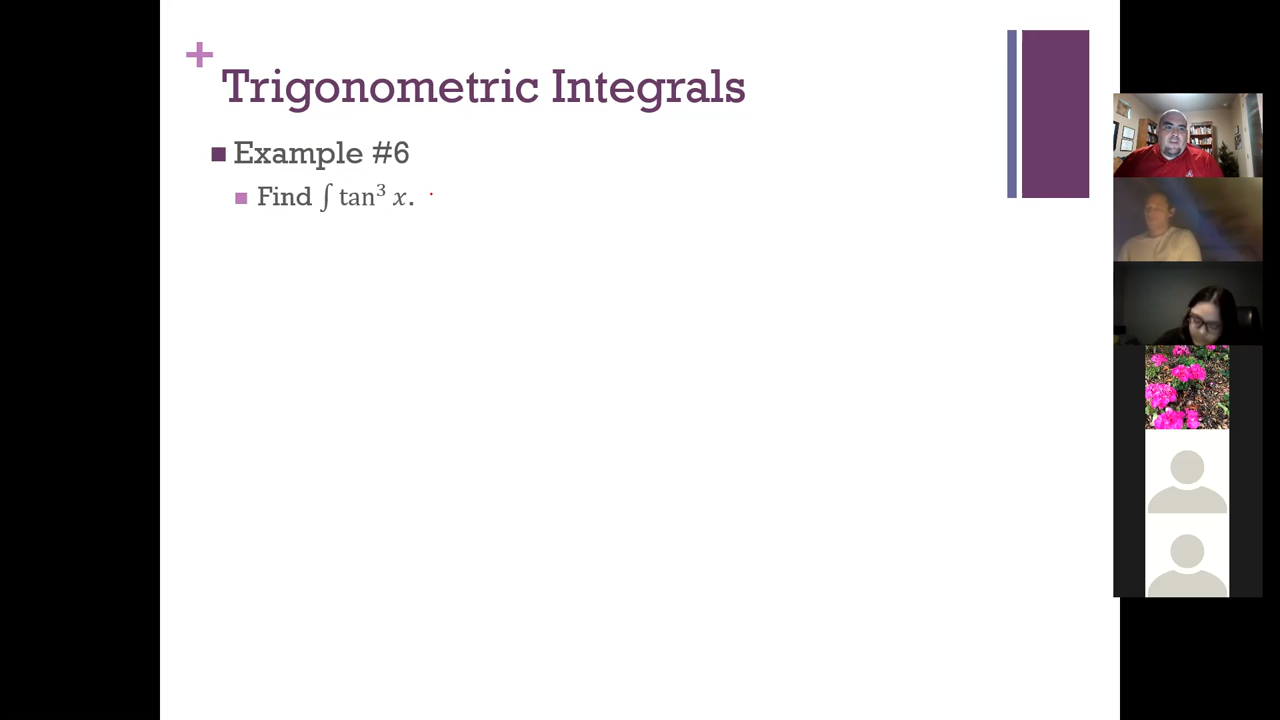 +
Trigonometric Integrals
Example #6
Find ∫ tan³ x.